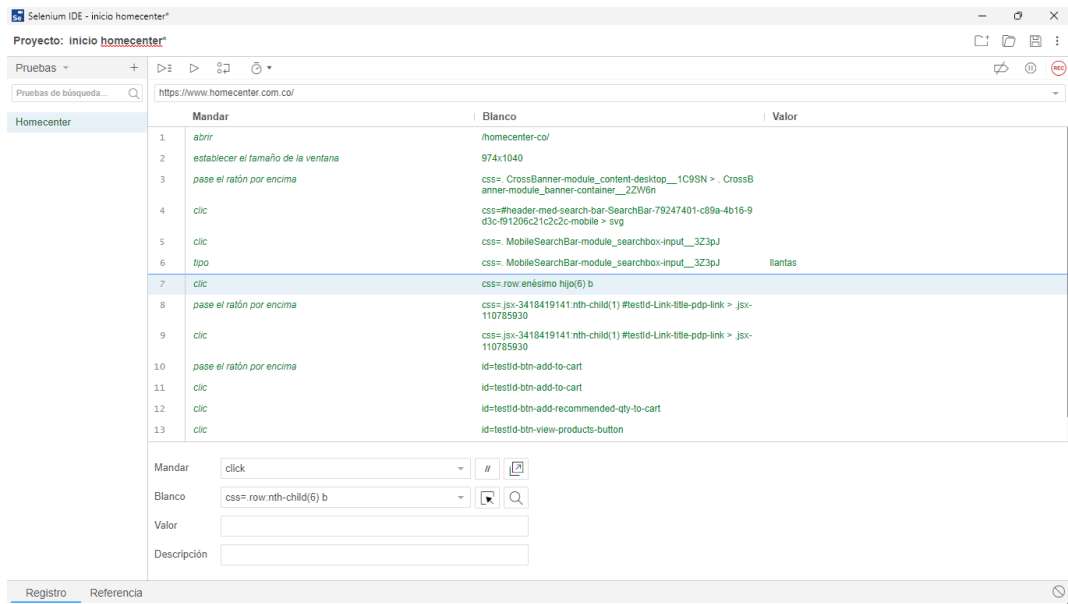 Selenium IDE - inicio homecenter*
Proyecto: inicio homecenter*
Pruebas
Pruebas de búsqueda...
https://www.homecenter.com.co/
REC
Homecenter
Mandar Blanco Valor
1 abrir /homecenter-co/
2 establecer el tamaño de la ventana 974x1040
3 pase el ratón por encima css=. CrossBanner-module_content-desktop__1C9SN > . CrossB
anner-module_banner-container__2ZW6n
4 clic css=#header-med-search-bar-SearchBar-79247401-c89a-4b16-9
d3c-f91206c21c2c2c-mobile > svg
5 clic css=. MobileSearchBar-module_searchbox-input__3Z3pJ
6 tipo css=. MobileSearchBar-module_searchbox-input__3Z3pJ llantas
7 clic css=.row:enésimo hijo(6) b
8 pase el ratón por encima css=.jsx-3418419141:nth-child(1) #testId-Link-title-pdp-link > .jsx-
110785930
9 clic css=.jsx-3418419141:nth-child(1) #testId-Link-title-pdp-link > .jsx-
110785930
10 pase el ratón por encima id=testId-btn-add-to-cart
11 clic id=testId-btn-add-to-cart
12 clic id=testId-btn-add-recommended-qty-to-cart
13 clic id=testId-btn-view-products-button
Mandar click //
Blanco css=.row:nth-child(6) b
Valor
Descripción
Registro Referencia